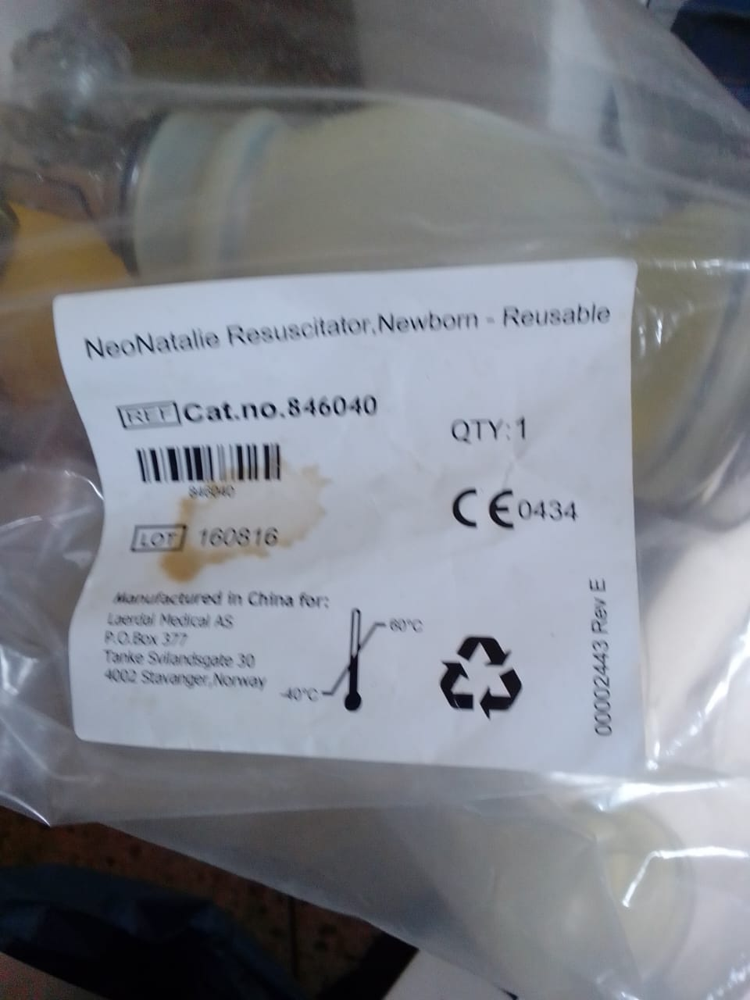 NeoNatalie Resuscitator,Newborn - Reusable
REF Cat.no.846040
QTY:1
846040
CE 0434
LOT 160816
Manufactured in China for:
Laerdal Medical AS
P.O.Box 377
Tanke Svilandsgate 30
4002 Stavanger,Norway
60°C
-40°C
00002443 Rev E